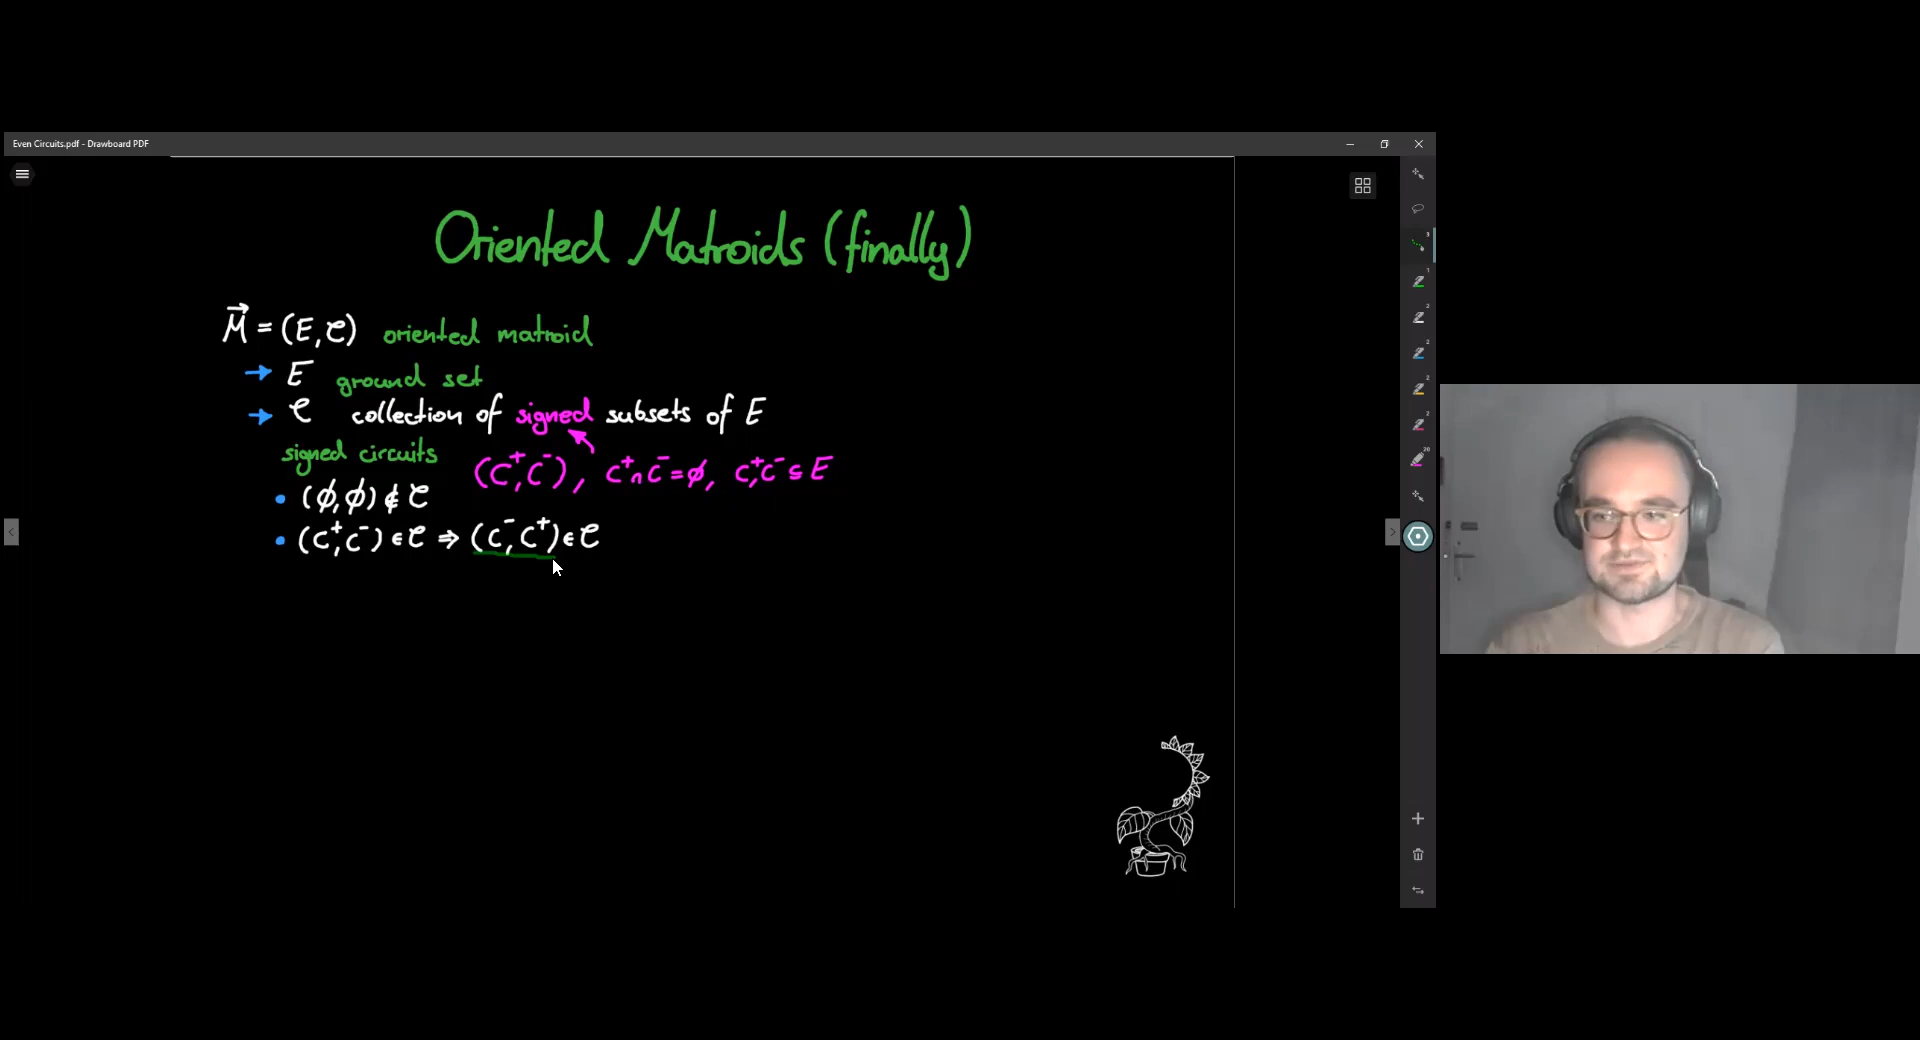 Even Circuits.pdf - Drawboard PDF
Oriented Matroids (finally)
M⃗ = (E, 𝒞) oriented matroid
→ E ground set
→ 𝒞 collection of signed subsets of E
signed circuits
(C⁺, C⁻), C⁺∩C⁻=∅, C⁺,C⁻⊆E
• (∅,∅) ∉ 𝒞
• (C⁺,C⁻) ∈ 𝒞 ⇒ (C⁻,C⁺) ∈ 𝒞